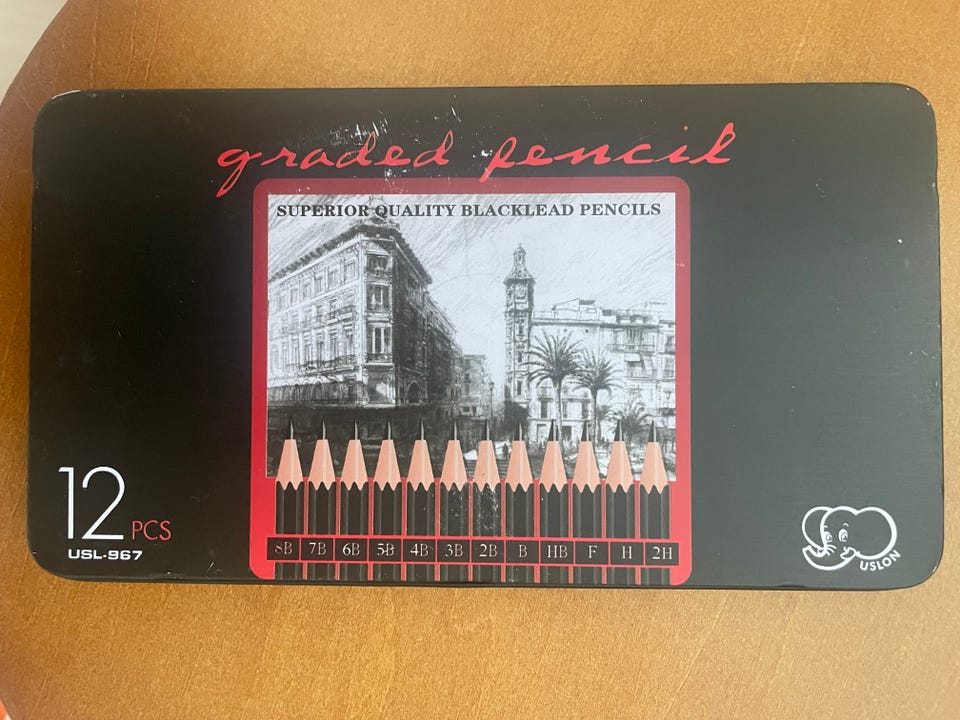 graded pencil
SUPERIOR QUALITY BLACKLEAD PENCILS
8B 7B 6B 5B 4B 3B 2B B HB F H 2H
12 PCS
USL-967
USLON